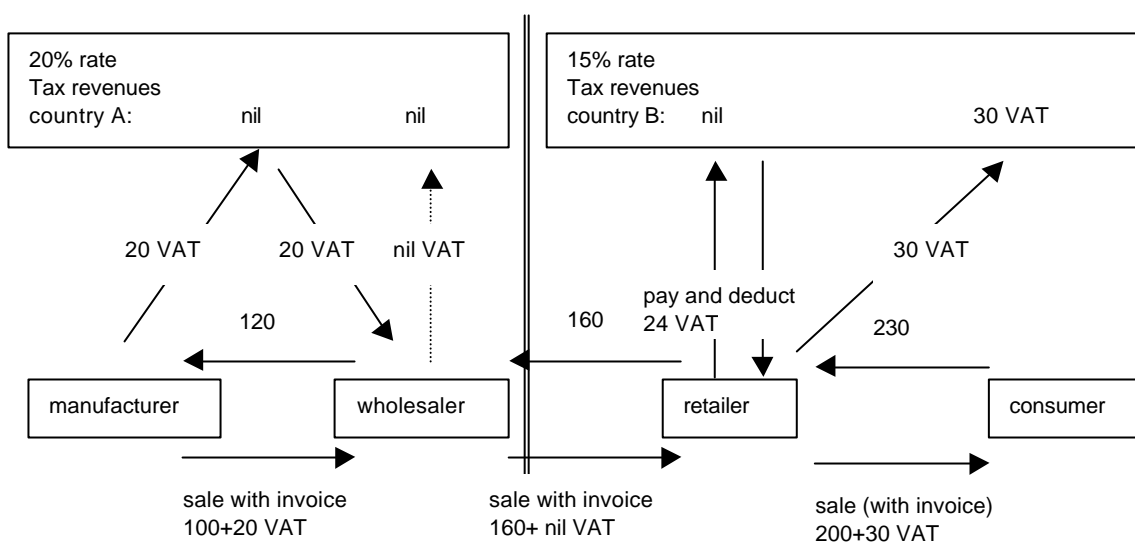 20% rate
Tax revenues
country A: nil nil
15% rate
Tax revenues
country B: nil 30 VAT
20 VAT 20 VAT nil VAT
30 VAT
pay and deduct
24 VAT
120
160
230
manufacturer
wholesaler
retailer
consumer
sale with invoice
100+20 VAT
sale with invoice
160+ nil VAT
sale (with invoice)
200+30 VAT